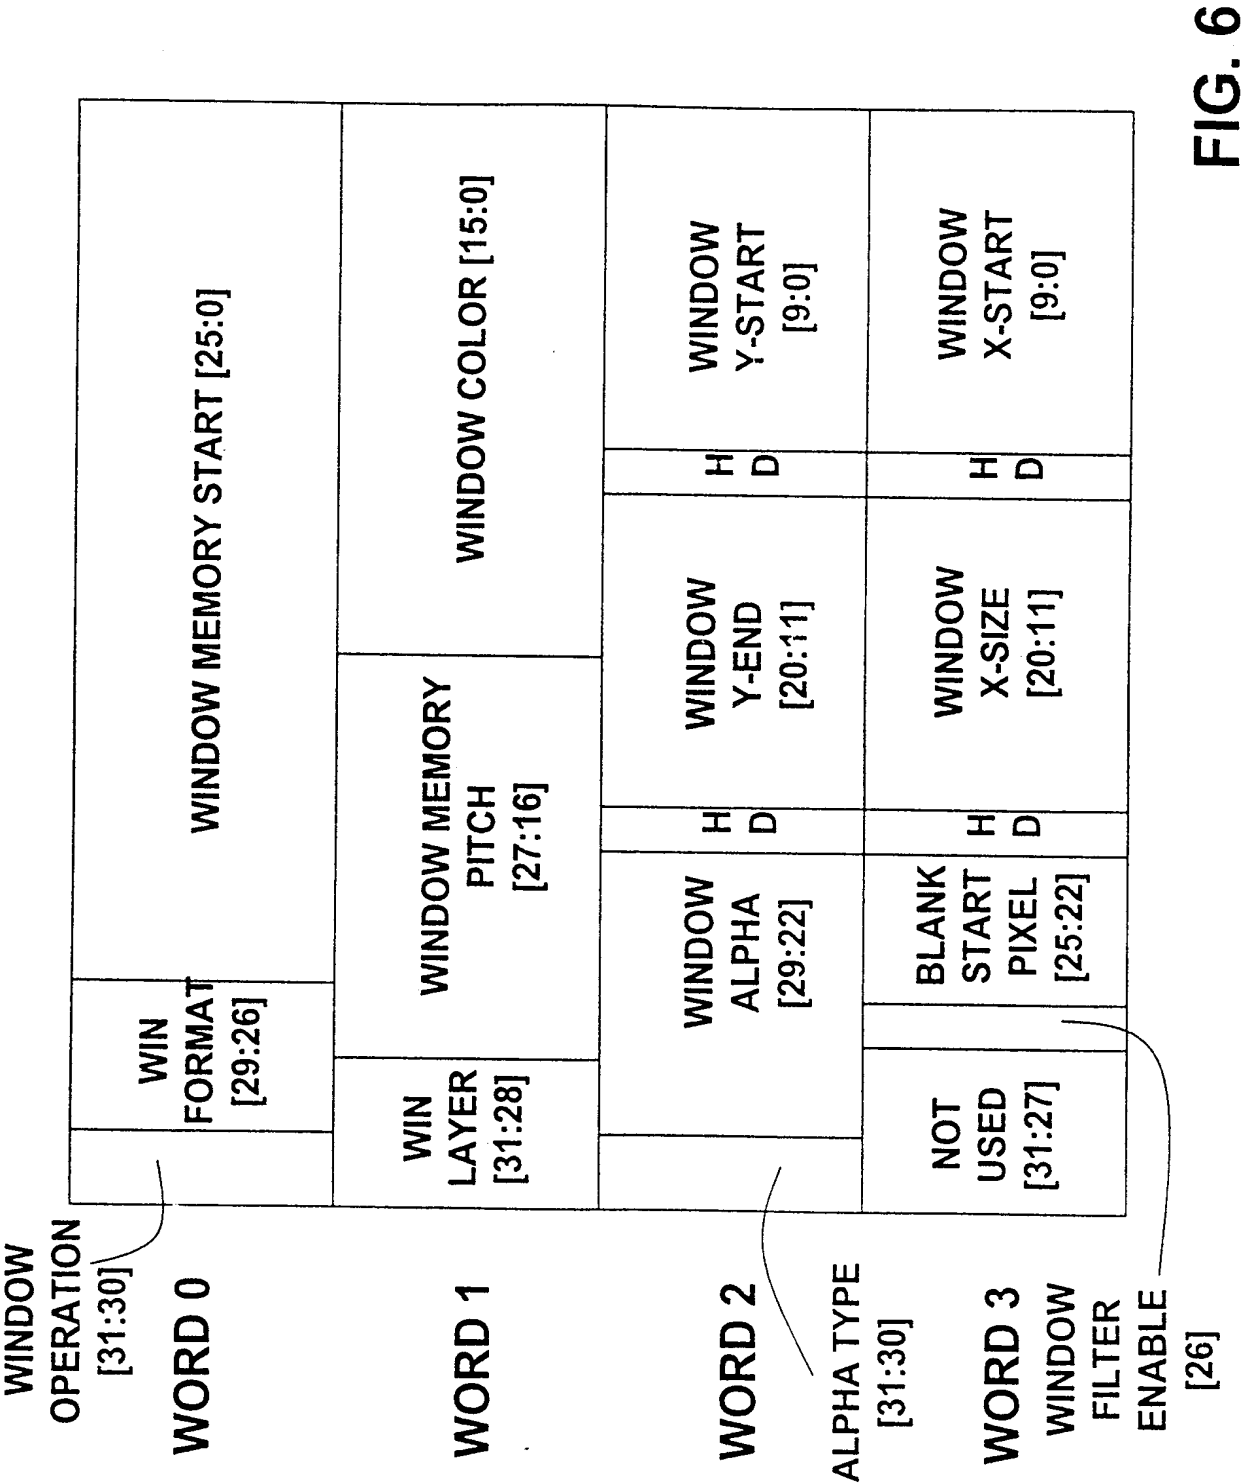 WINDOW
OPERATION
[31:30]
WORD 0
WIN
FORMAT
[29:26]
WINDOW MEMORY START [25:0]
WORD 1
WIN
LAYER
[31:28]
WINDOW MEMORY
PITCH
[27:16]
WINDOW COLOR [15:0]
WORD 2
ALPHA TYPE
[31:30]
WINDOW
ALPHA
[29:22]
H
D
WINDOW
Y-END
[20:11]
H
D
WINDOW
Y-START
[9:0]
WORD 3
NOT
USED
[31:27]
WINDOW
FILTER
ENABLE
[26]
BLANK
START
PIXEL
[25:22]
H
D
WINDOW
X-SIZE
[20:11]
H
D
WINDOW
X-START
[9:0]
FIG. 6